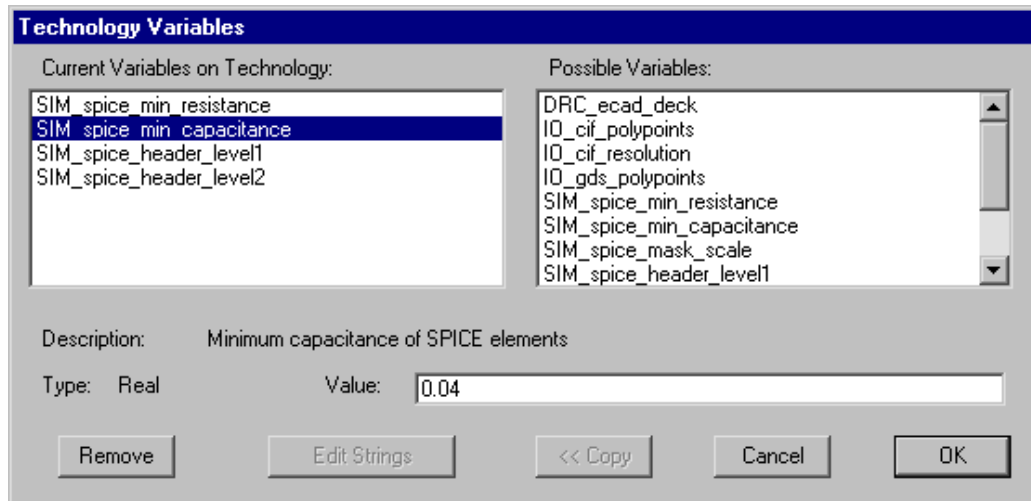 Technology Variables
Current Variables on Technology:
SIM_spice_min_resistance
SIM_spice_min_capacitance
SIM_spice_header_level1
SIM_spice_header_level2
Possible Variables:
DRC_ecad_deck
IO_cif_polypoints
IO_cif_resolution
IO_gds_polypoints
SIM_spice_min_resistance
SIM_spice_min_capacitance
SIM_spice_mask_scale
SIM_spice_header_level1
Description: Minimum capacitance of SPICE elements
Type: Real Value: 0.04
Remove Edit Strings << Copy Cancel OK